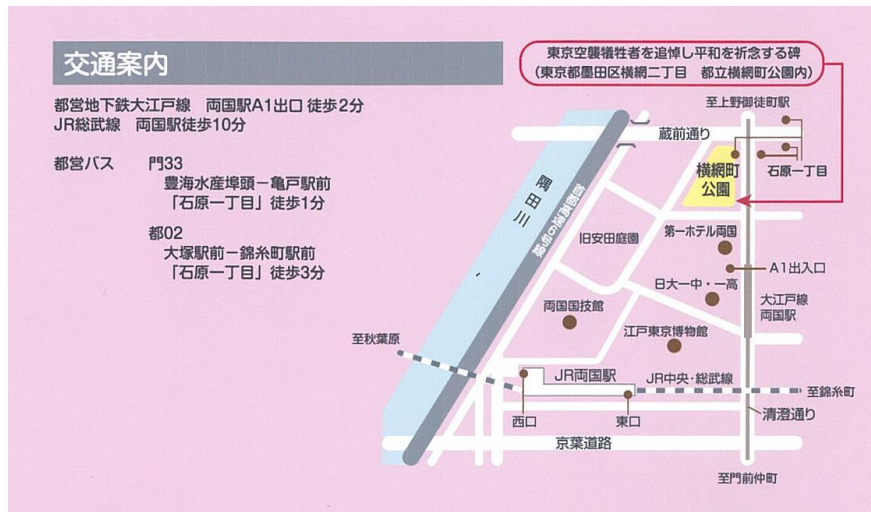 交通案内
都営地下鉄大江戸線　両国駅A1出口 徒歩2分
JR総武線　両国駅徒歩10分
都営バス　門33
豊海水産埠頭－亀戸駅前
「石原一丁目」徒歩1分
都02
大塚駅前－錦糸町駅前
「石原一丁目」徒歩3分
東京空襲犠牲者を追悼し平和を祈念する碑
（東京都墨田区横網二丁目　都立横網町公園内）
至上野御徒町駅
蔵前通り
横網町
公園
石原一丁目
隅田川
首都高速6号線
旧安田庭園
第一ホテル両国
A1出入口
日大一中・一高
大江戸線
両国駅
両国国技館
江戸東京博物館
至秋葉原
JR両国駅
JR中央・総武線
至錦糸町
西口
東口
清澄通り
京葉道路
至門前仲町